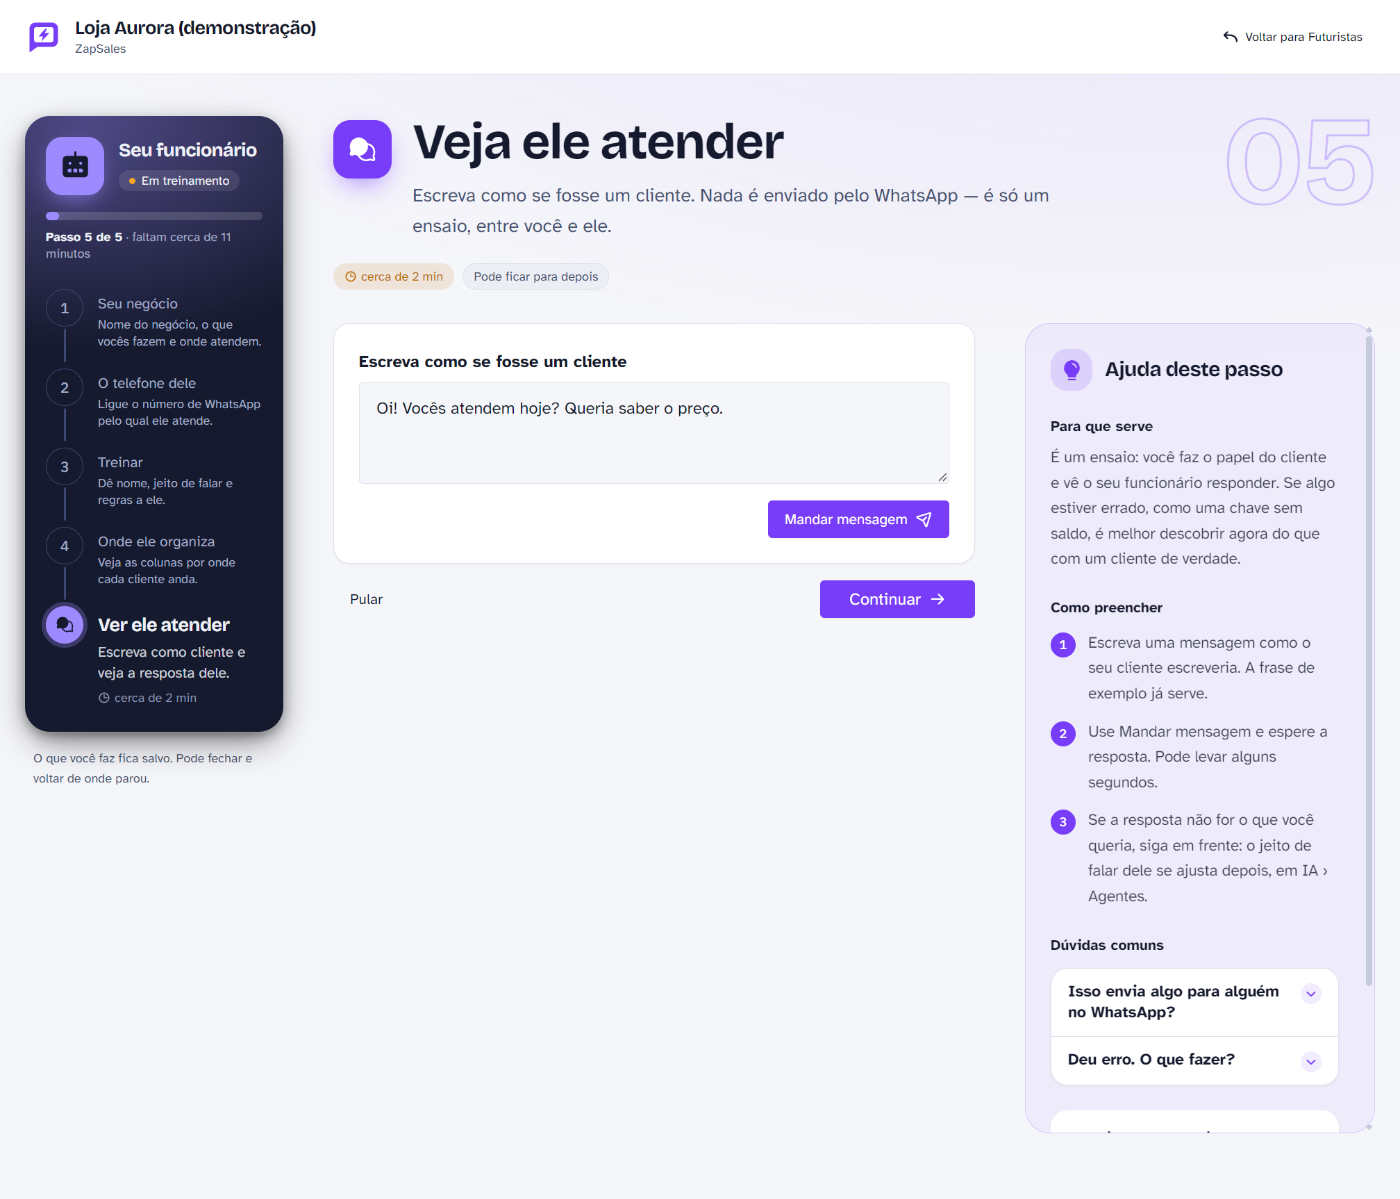 Loja Aurora (demonstração)
ZapSales
Voltar para Futuristas
Seu funcionário
Em treinamento
Passo 5 de 5 · faltam cerca de 11
minutos
1
Seu negócio
Nome do negócio, o que
vocês fazem e onde atendem.
2
O telefone dele
Ligue o número de WhatsApp
pelo qual ele atende.
3
Treinar
Dê nome, jeito de falar e
regras a ele.
4
Onde ele organiza
Veja as colunas por onde
cada cliente anda.
Ver ele atender
Escreva como cliente e
veja a resposta dele.
cerca de 2 min
O que você faz fica salvo. Pode fechar e
voltar de onde parou.
Veja ele atender
05
Escreva como se fosse um cliente. Nada é enviado pelo WhatsApp — é só um
ensaio, entre você e ele.
cerca de 2 min
Pode ficar para depois
Escreva como se fosse um cliente
Oi! Vocês atendem hoje? Queria saber o preço.
Mandar mensagem
Pular
Continuar
Ajuda deste passo
Para que serve
É um ensaio: você faz o papel do cliente
e vê o seu funcionário responder. Se algo
estiver errado, como uma chave sem
saldo, é melhor descobrir agora do que
com um cliente de verdade.
Como preencher
1
Escreva uma mensagem como o
seu cliente escreveria. A frase de
exemplo já serve.
2
Use Mandar mensagem e espere a
resposta. Pode levar alguns
segundos.
3
Se a resposta não for o que você
queria, siga em frente: o jeito de
falar dele se ajusta depois, em IA ›
Agentes.
Dúvidas comuns
Isso envia algo para alguém
no WhatsApp?
Deu erro. O que fazer?